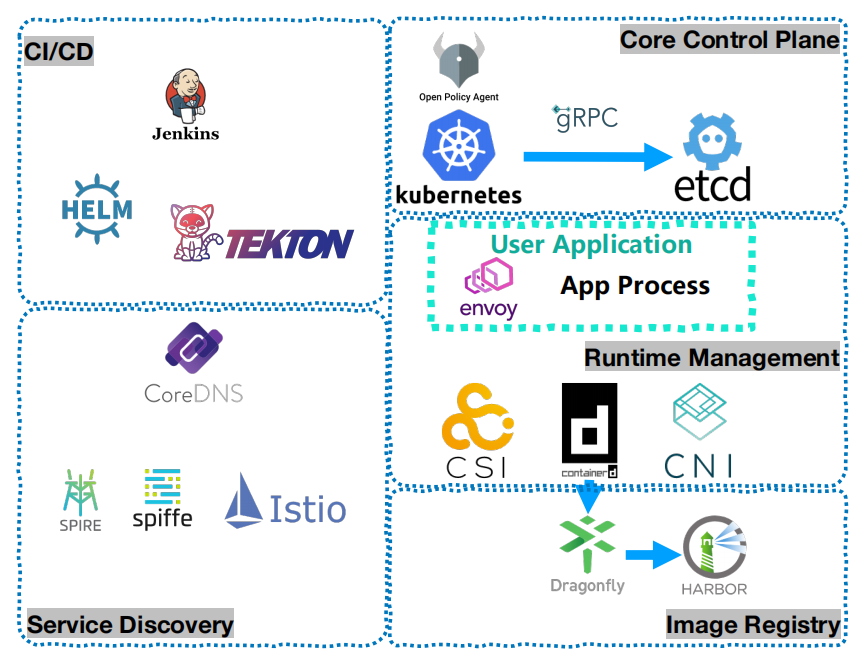 CI/CD
Jenkins
HELM
TEKTON
Core Control Plane
Open Policy Agent
gRPC
kubernetes
etcd
User Application
envoy
App Process
Runtime Management
CSI
d
containerd
CNI
CoreDNS
SPIRE
spiffe
Istio
Service Discovery
Dragonfly
HARBOR
Image Registry